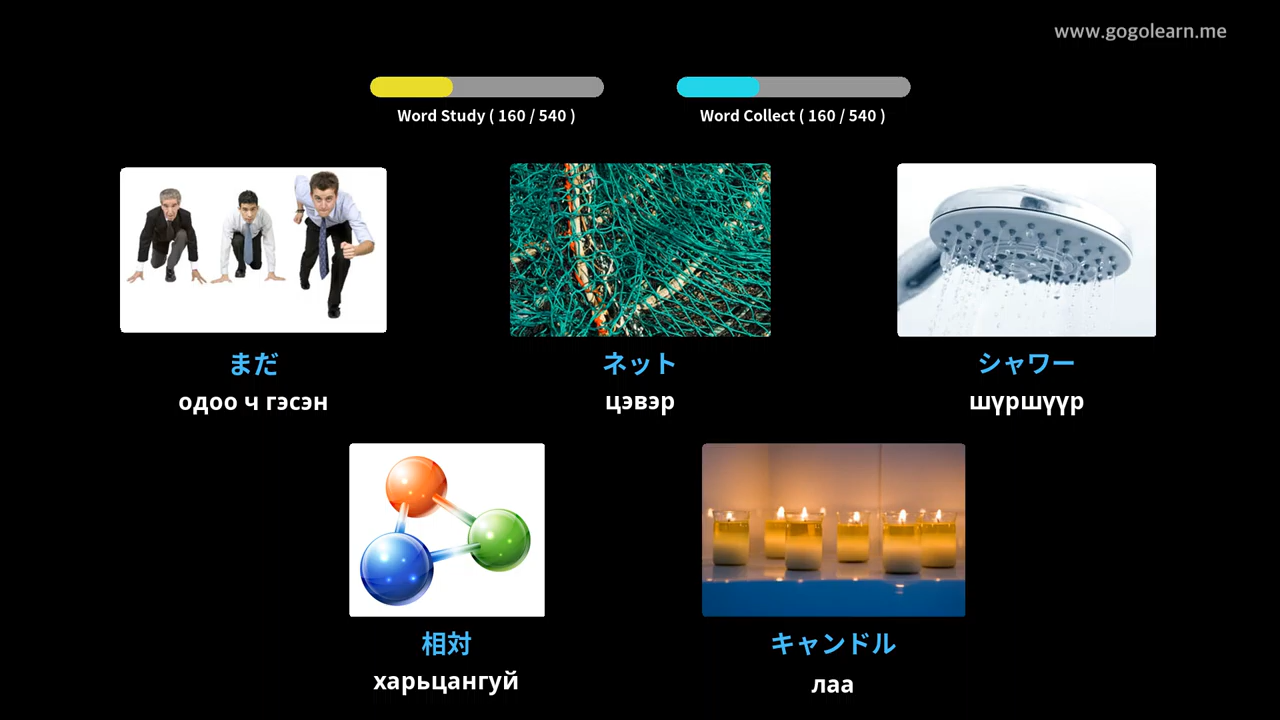 www.gogolearn.me
Word Study ( 160 / 540 )
Word Collect ( 160 / 540 )
まだ
одоо ч гэсэн
ネット
цэвэр
シャワー
шүршүүр
相対
харьцангуй
キャンドル
лаа